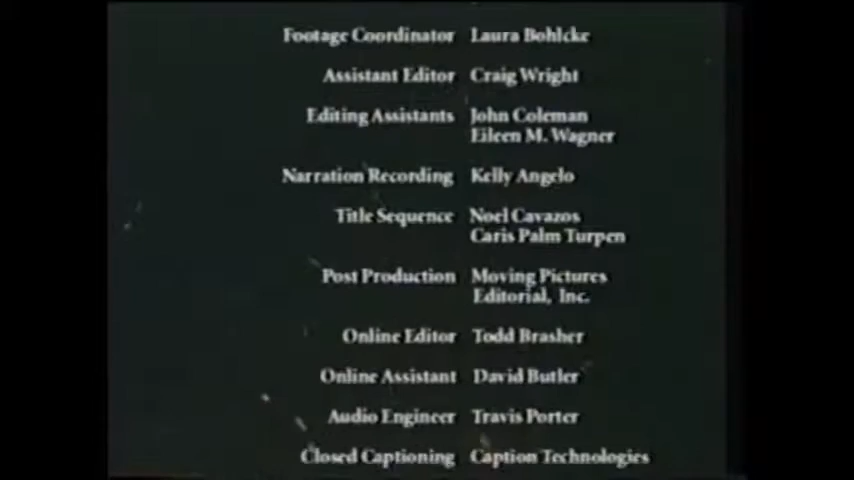 Footage Coordinator Laura Bohlcke
Assistant Editor Craig Wright
Editing Assistants John Coleman
Eileen M. Wagner
Narration Recording Kelly Angelo
Title Sequence Noel Cavazos
Caris Palm Turpen
Post Production Moving Pictures
Editorial, Inc.
Online Editor Todd Brasher
Online Assistant David Butler
Audio Engineer Travis Porter
Closed Captioning Caption Technologies